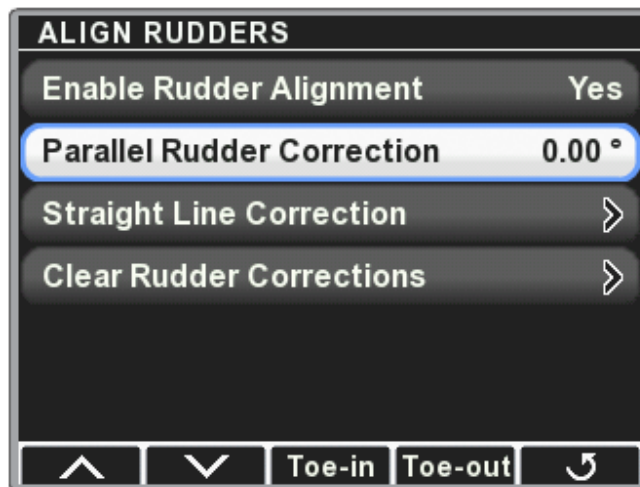 ALIGN RUDDERS
Enable Rudder Alignment Yes
Parallel Rudder Correction 0.00 °
Straight Line Correction
Clear Rudder Corrections
Toe-in Toe-out